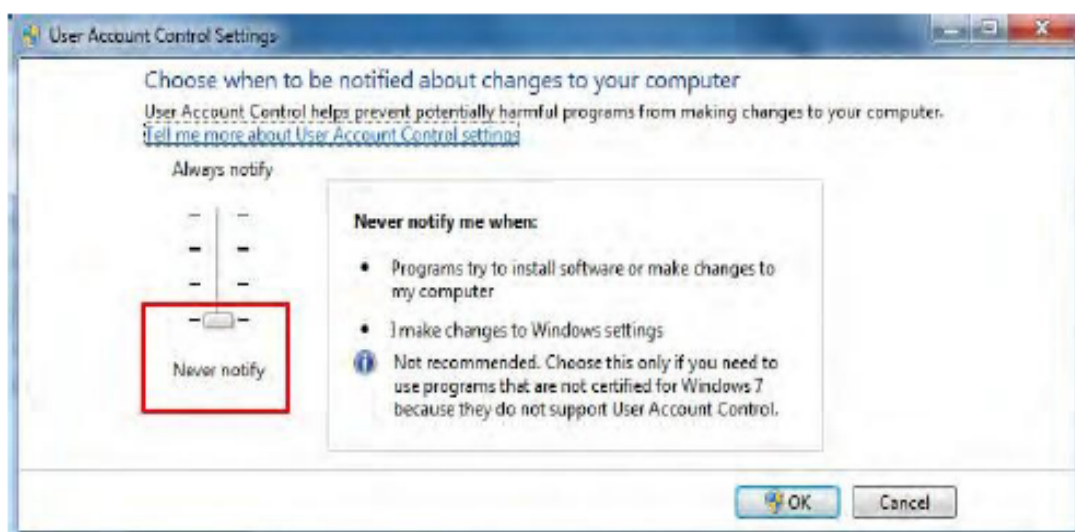 User Account Control Settings
Choose when to be notified about changes to your computer
User Account Control helps prevent potentially harmful programs from making changes to your computer.
Tell me more about User Account Control settings
Always notify
Never notify me when:
• Programs try to install software or make changes to
my computer
• I make changes to Windows settings
Never notify
Not recommended. Choose this only if you need to
use programs that are not certified for Windows 7
because they do not support User Account Control.
OK
Cancel